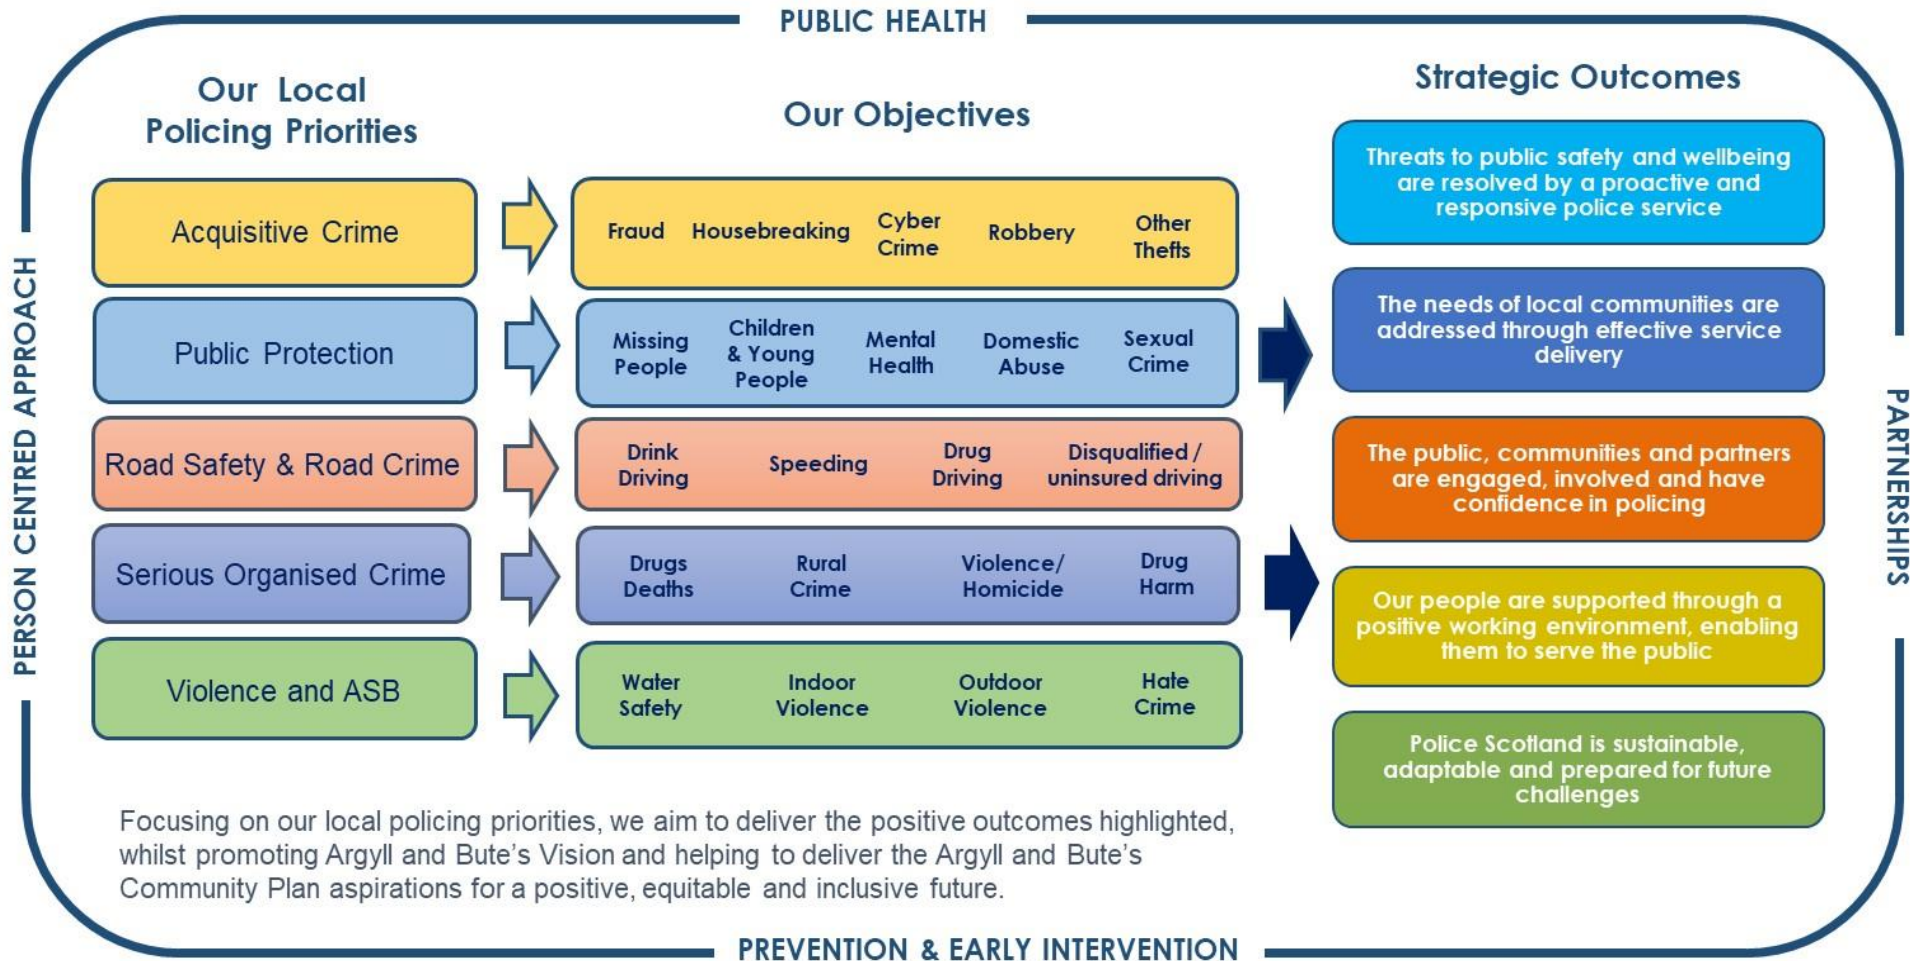 PUBLIC HEALTH
Our Local
Policing Priorities
Our Objectives
Strategic Outcomes
PERSON CENTRED APPROACH
PARTNERSHIPS
Acquisitive Crime
Fraud
Housebreaking
Cyber
Crime
Robbery
Other
Thefts
Public Protection
Missing
People
Children
& Young
People
Mental
Health
Domestic
Abuse
Sexual
Crime
Road Safety & Road Crime
Drink
Driving
Speeding
Drug
Driving
Disqualified /
uninsured driving
Serious Organised Crime
Drugs
Deaths
Rural
Crime
Violence/
Homicide
Drug
Harm
Violence and ASB
Water
Safety
Indoor
Violence
Outdoor
Violence
Hate
Crime
Threats to public safety and wellbeing
are resolved by a proactive and
responsive police service
The needs of local communities are
addressed through effective service
delivery
The public, communities and partners
are engaged, involved and have
confidence in policing
Our people are supported through a
positive working environment, enabling
them to serve the public
Police Scotland is sustainable,
adaptable and prepared for future
challenges
Focusing on our local policing priorities, we aim to deliver the positive outcomes highlighted,
whilst promoting Argyll and Bute's Vision and helping to deliver the Argyll and Bute's
Community Plan aspirations for a positive, equitable and inclusive future.
PREVENTION & EARLY INTERVENTION